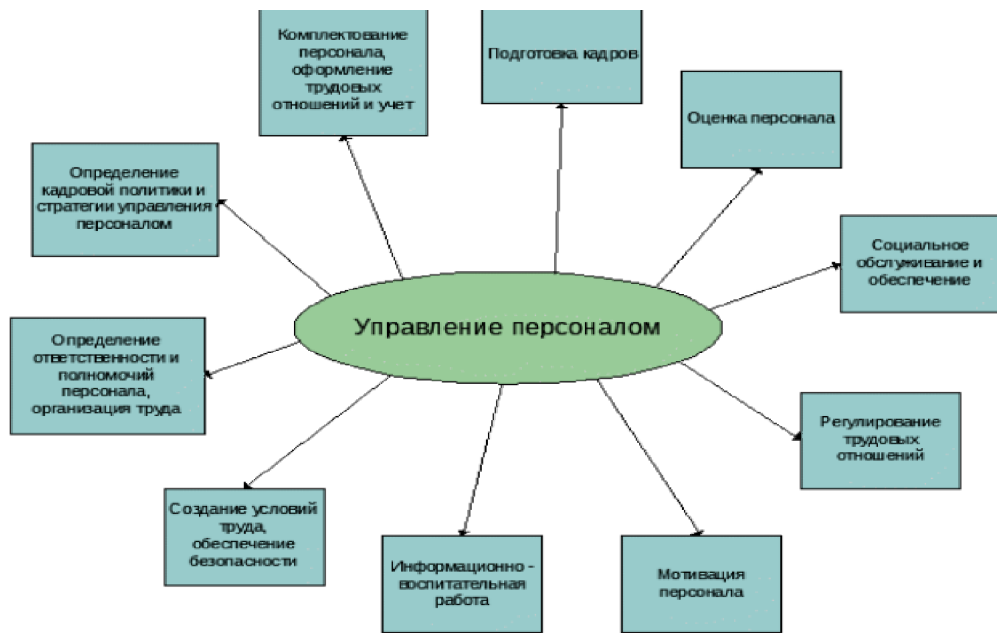 Комплектование
персонала,
оформление
трудовых
отношений и учет
Подготовка кадров
Оценка персонала
Определение
кадровой политики и
стратегии управления
персоналом
Социальное
обслуживание и
обеспечение
Управление персоналом
Определение
ответственности и
полномочий
персонала,
организация труда
Регулирование
трудовых
отношений
Создание условий
труда,
обеспечение
безопасности
Информационно -
воспитательная
работа
Мотивация
персонала